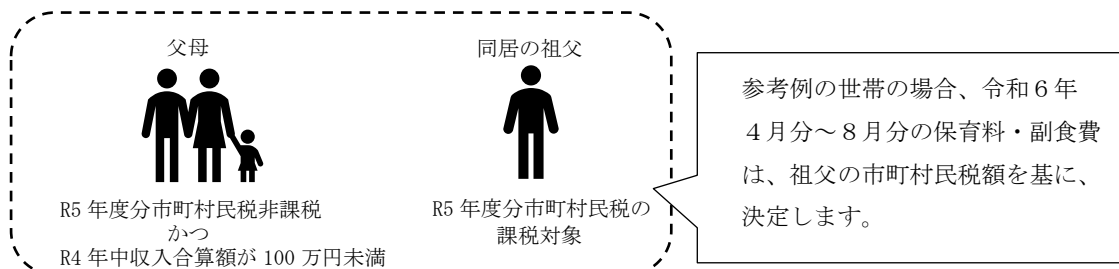 父母
R5 年度分市町村民税非課税
かつ
R4 年中収入合算額が 100 万円未満
同居の祖父
R5 年度分市町村民税の
課税対象
参考例の世帯の場合、令和６年
４月分～８月分の保育料・副食費
は、祖父の市町村民税額を基に、
決定します。